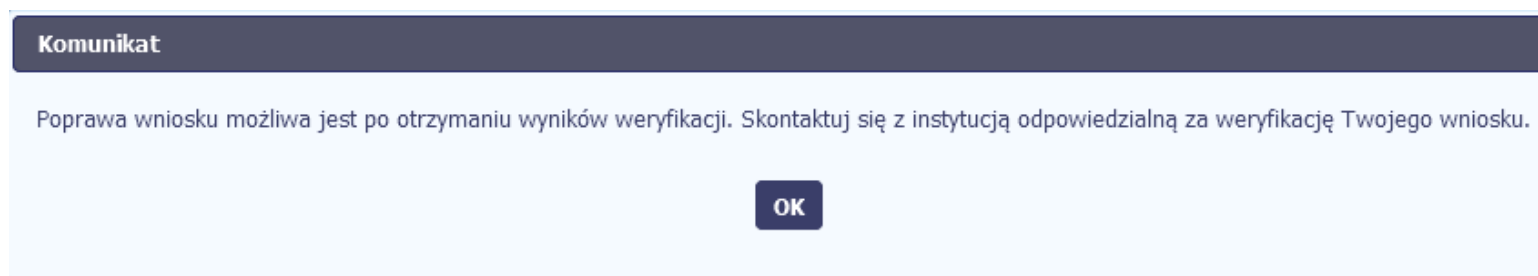 Komunikat
Poprawa wniosku możliwa jest po otrzymaniu wyników weryfikacji. Skontaktuj się z instytucją odpowiedzialną za weryfikację Twojego wniosku.
OK